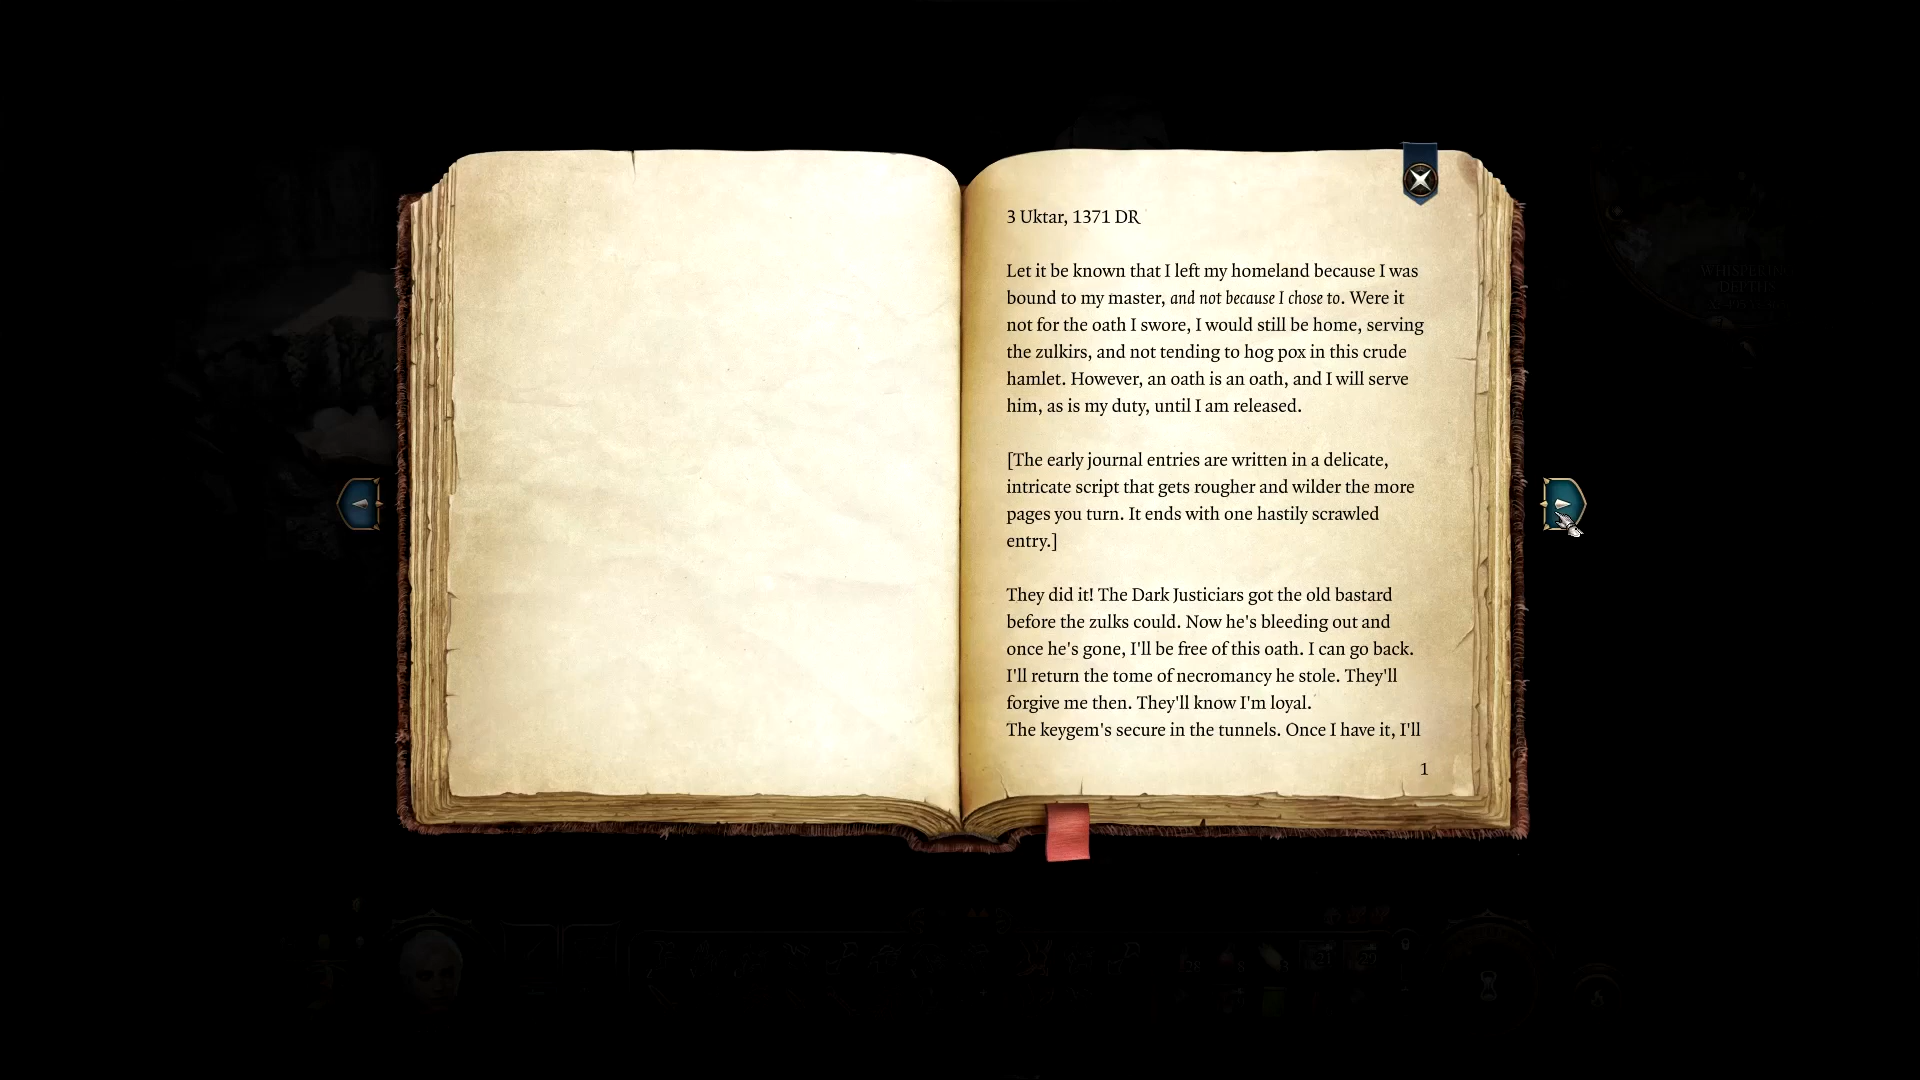 3 Uktar, 1371 DR
Let it be known that I left my homeland because I was
bound to my master, and not because I chose to. Were it
not for the oath I swore, I would still be home, serving
the zulkirs, and not tending to hog pox in this crude
hamlet. However, an oath is an oath, and I will serve
him, as is my duty, until I am released.
[The early journal entries are written in a delicate,
intricate script that gets rougher and wilder the more
pages you turn. It ends with one hastily scrawled
entry.]
They did it! The Dark Justiciars got the old bastard
before the zulks could. Now he's bleeding out and
once he's gone, I'll be free of this oath. I can go back.
I'll return the tome of necromancy he stole. They'll
forgive me then. They'll know I'm loyal.
The keygem's secure in the tunnels. Once I have it, I'll
1
WHISPERING
DEPTHS